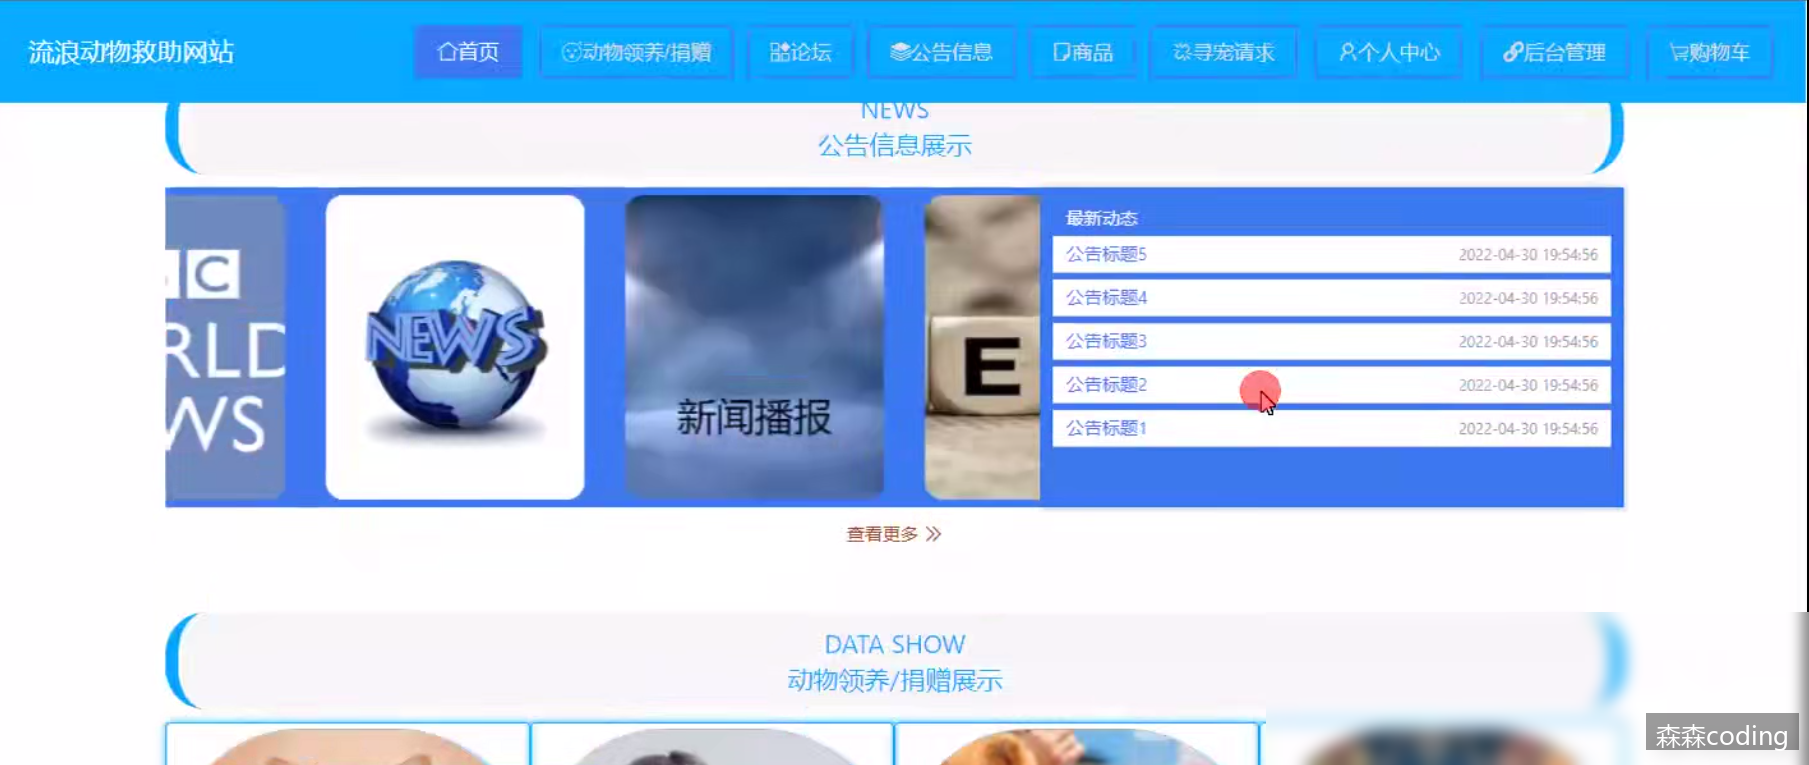 流浪动物救助网站
首页
动物领养/捐赠
论坛
公告信息
商品
寻宠请求
个人中心
后台管理
购物车
NEWS
公告信息展示
C
RLD
WS
NEWS
新闻播报
E
最新动态
公告标题5 2022-04-30 19:54:56
公告标题4 2022-04-30 19:54:56
公告标题3 2022-04-30 19:54:56
公告标题2 2022-04-30 19:54:56
公告标题1 2022-04-30 19:54:56
查看更多
DATA SHOW
动物领养/捐赠展示
森森coding